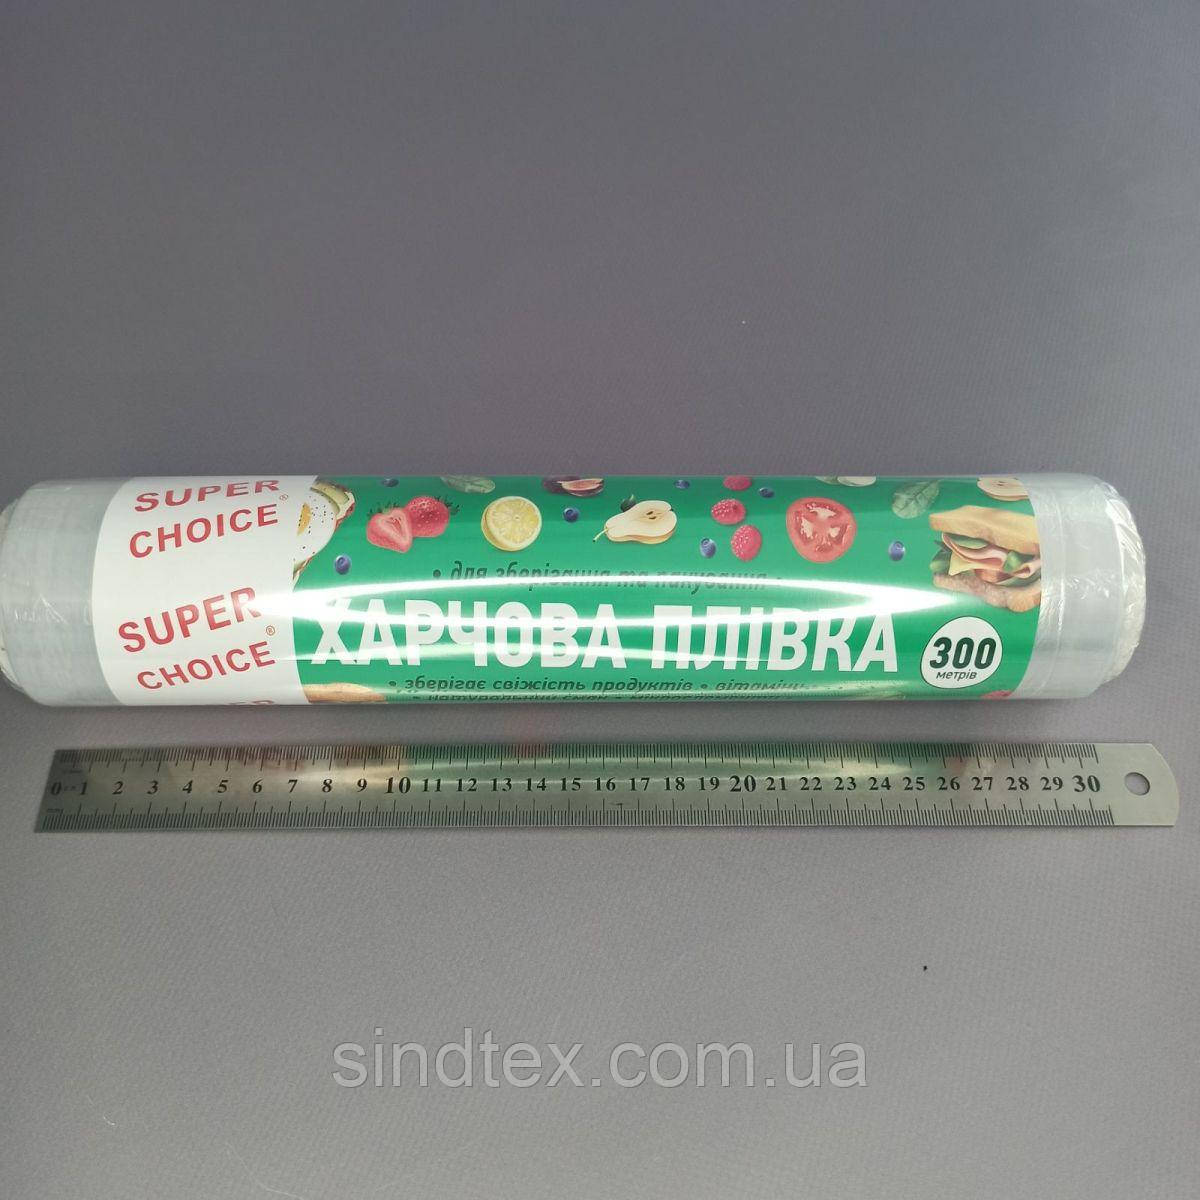 SUPER
CHOICE®
SUPER
CHOICE®
SUPER
• для зберігання та пакування •
ХАРЧОВА ПЛІВКА
300
метрів
• зберігає свіжість продуктів • вітаміни
0 1 2 3 4 5 6 7 8 9 10 11 12 13 14 15 16 17 18 19 20 21 22 23 24 25 26 27 28 29 30
sindtex.com.ua